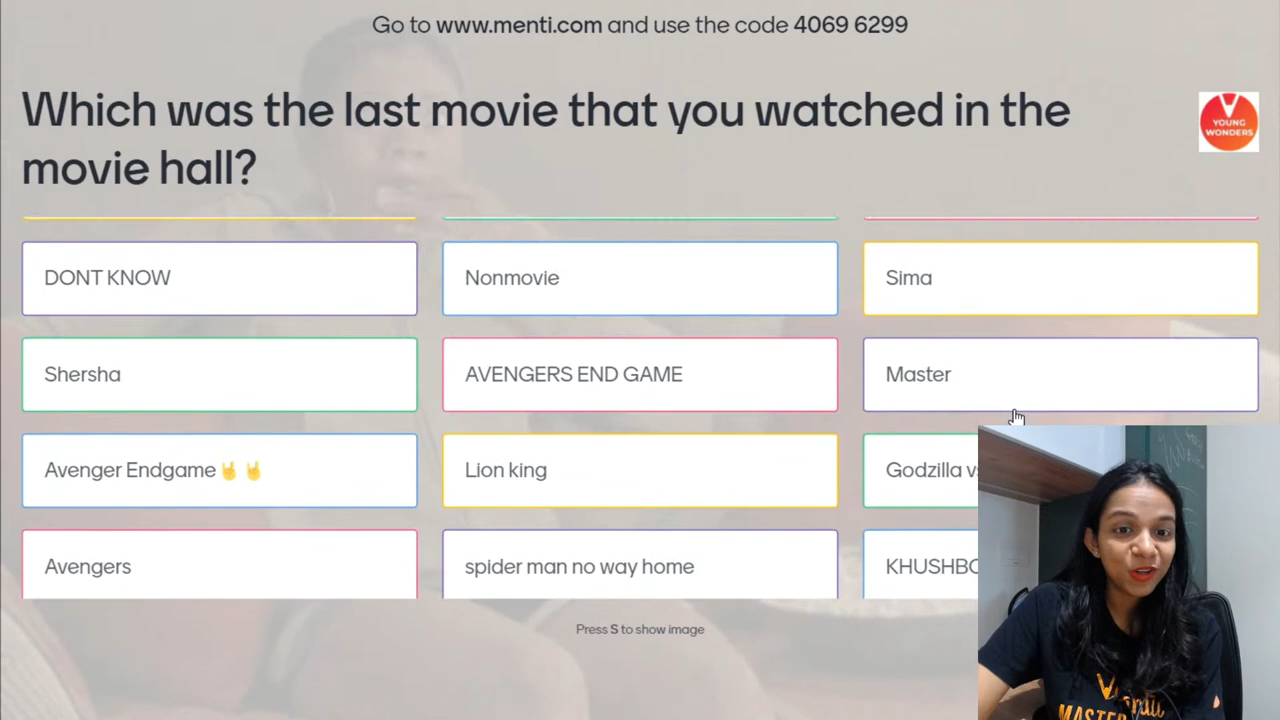 Go to www.menti.com and use the code 4069 6299
Which was the last movie that you watched in the
movie hall?
YOUNG
WONDERS
DONT KNOW
Nonmovie
Sima
Shersha
AVENGERS END GAME
Master
Avenger Endgame 🤘 🤘
Lion king
Godzilla
Avengers
spider man no way home
Press S to show image
MASTER